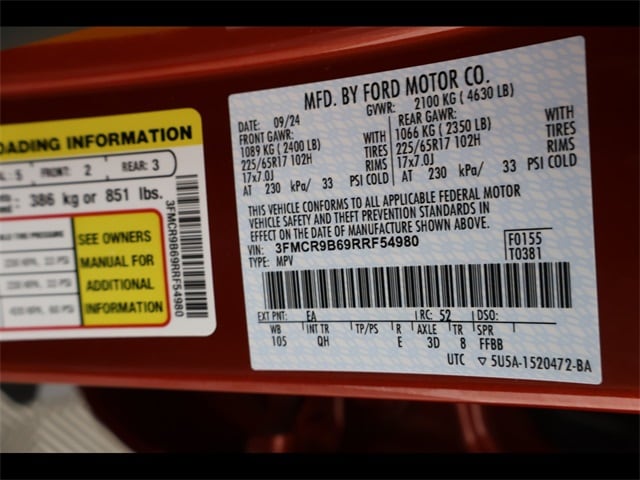 OADING INFORMATION
5 FRONT: 2 REAR: 3
386 kg or 851 lbs.
SEE OWNERS
MANUAL FOR
ADDITIONAL
INFORMATION
3FMCR9B69RRF54980
MFD. BY FORD MOTOR CO.
DATE: 09/24 GVWR: 2100 KG ( 4630 LB)
FRONT GAWR: REAR GAWR:
1089 KG ( 2400 LB) WITH 1066 KG ( 2350 LB) WITH
225/65R17 102H TIRES 225/65R17 102H TIRES
17x7.0J RIMS 17x7.0J RIMS
AT 230 kPa/ 33 PSI COLD AT 230 kPa/ 33 PSI COLD
THIS VEHICLE CONFORMS TO ALL APPLICABLE FEDERAL MOTOR
VEHICLE SAFETY AND THEFT PREVENTION STANDARDS IN
EFFECT ON THE DATE OF MANUFACTURE SHOWN ABOVE.
VIN: 3FMCR9B69RRF54980 F0155
TYPE: MPV T0381
EXT PNT: EA RC: 52 DSO:
WB INT TR TP/PS R AXLE TR SPR
105 QH E 3D 8 FFBB
UTC ▽ 5U5A-1520472-BA